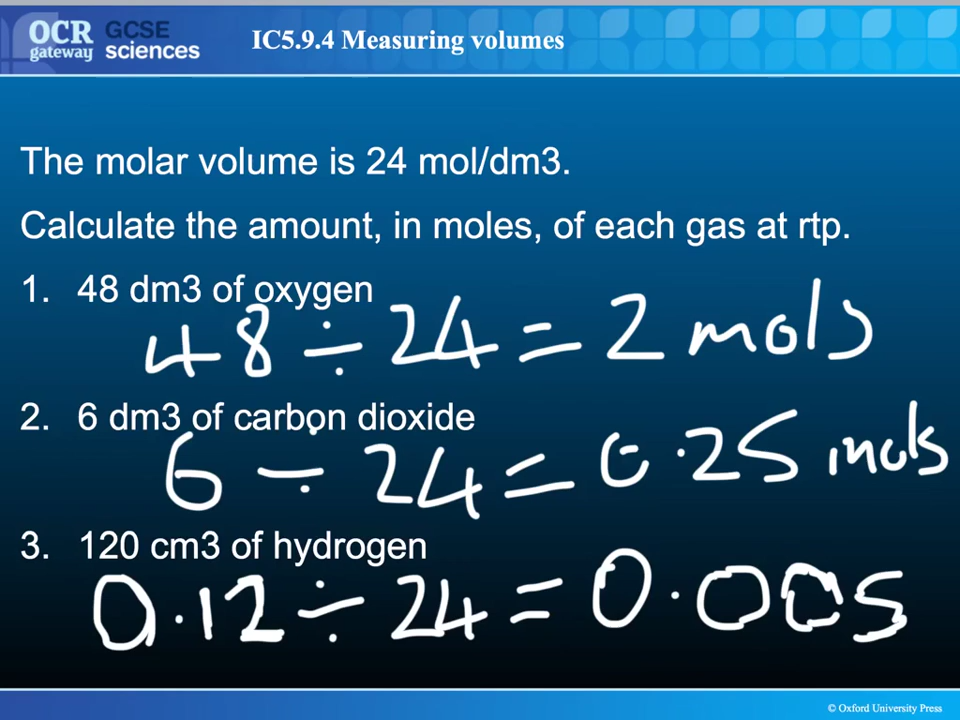 OCR gateway GCSE sciences
IC5.9.4 Measuring volumes
The molar volume is 24 mol/dm3.
Calculate the amount, in moles, of each gas at rtp.
1. 48 dm3 of oxygen
48 ÷ 24 = 2 mols
2. 6 dm3 of carbon dioxide
6 ÷ 24 = 0.25 mols
3. 120 cm3 of hydrogen
0.12 ÷ 24 = 0.005
© Oxford University Press